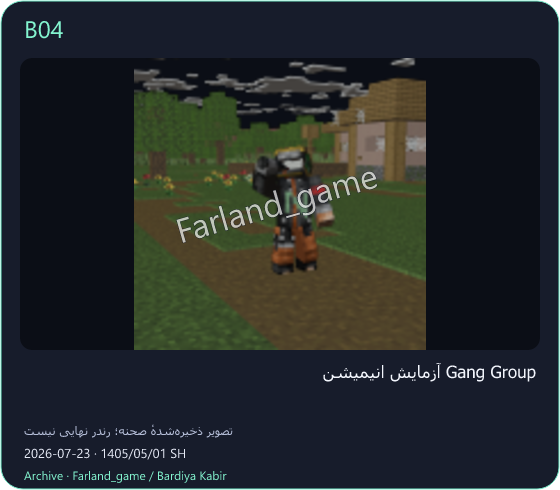 B04
Farland_game
آزمایش انیمیشن Gang Group
تصویر ذخیره‌شدهٔ صحنه؛ رندر نهایی نیست
2026-07-23 · 1405/05/01 SH
Archive · Farland_game / Bardiya Kabir